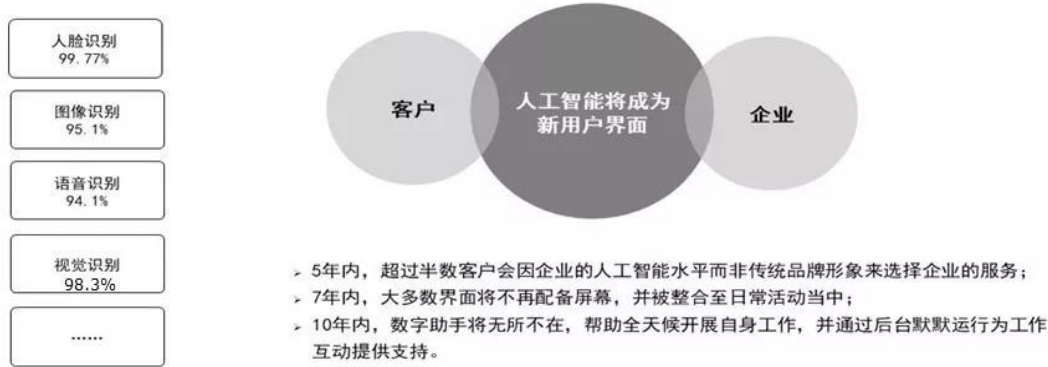 人脸识别
99.77%
图像识别
95.1%
语音识别
94.1%
视觉识别
98.3%
......
客户
人工智能将成为
新用户界面
企业
➢ 5年内，超过半数客户会因企业的人工智能水平而非传统品牌形象来选择企业的服务；
➢ 7年内，大多数界面将不再配备屏幕，并被整合至日常活动当中；
➢ 10年内，数字助手将无所不在，帮助全天候开展自身工作，并通过后台默默运行为工作
互动提供支持。